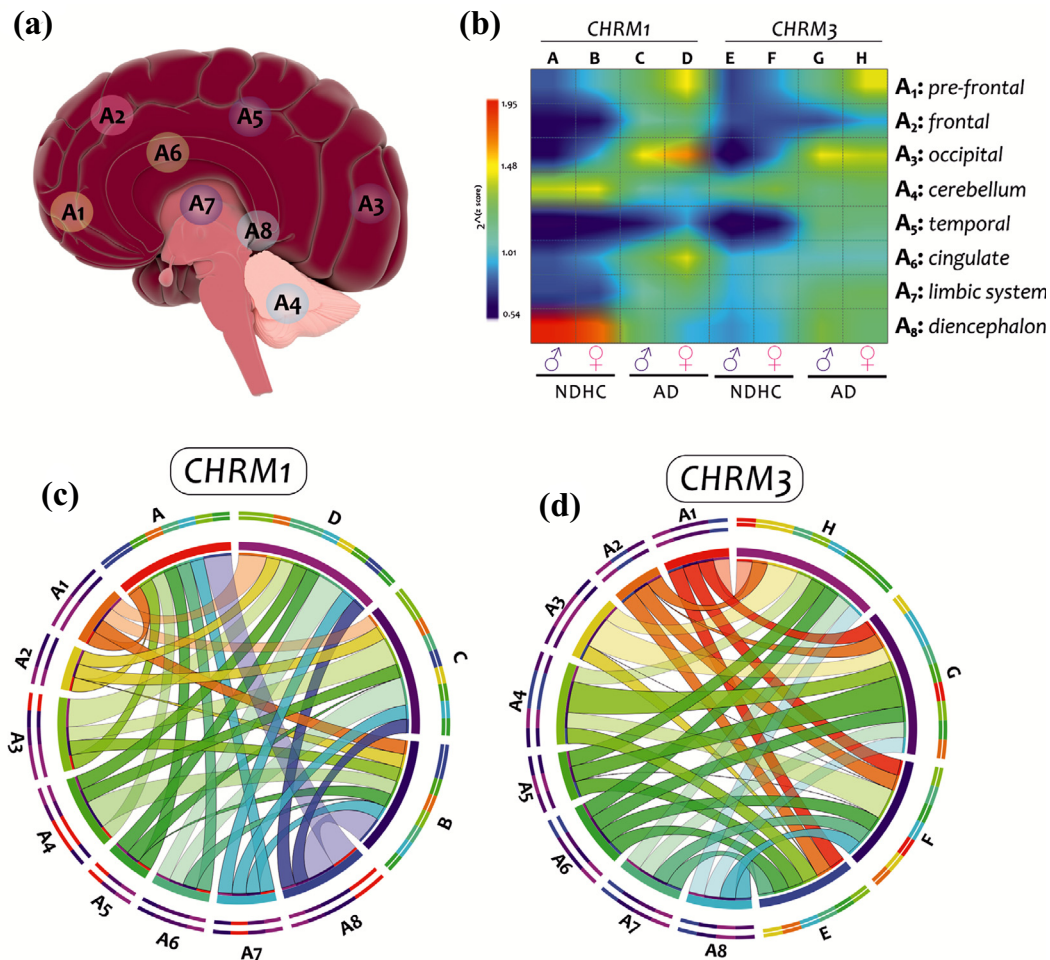 (a)
A2
A5
A6
A1
A7
A3
A8
A4
(b)
CHRM1 CHRM3
A B C D E F G H
1.95
1.48
1.01
0.54
2^(z score)
A1: pre-frontal
A2: frontal
A3: occipital
A4: cerebellum
A5: temporal
A6: cingulate
A7: limbic system
A8: diencephalon
♂ ♀ ♂ ♀ ♂ ♀ ♂ ♀
NDHC AD NDHC AD
(c)
CHRM1
A
D
C
B
A8
A7
A6
A5
A4
A3
A2
A1
(d)
CHRM3
A1
H
G
F
E
A8
A7
A6
A5
A4
A3
A2